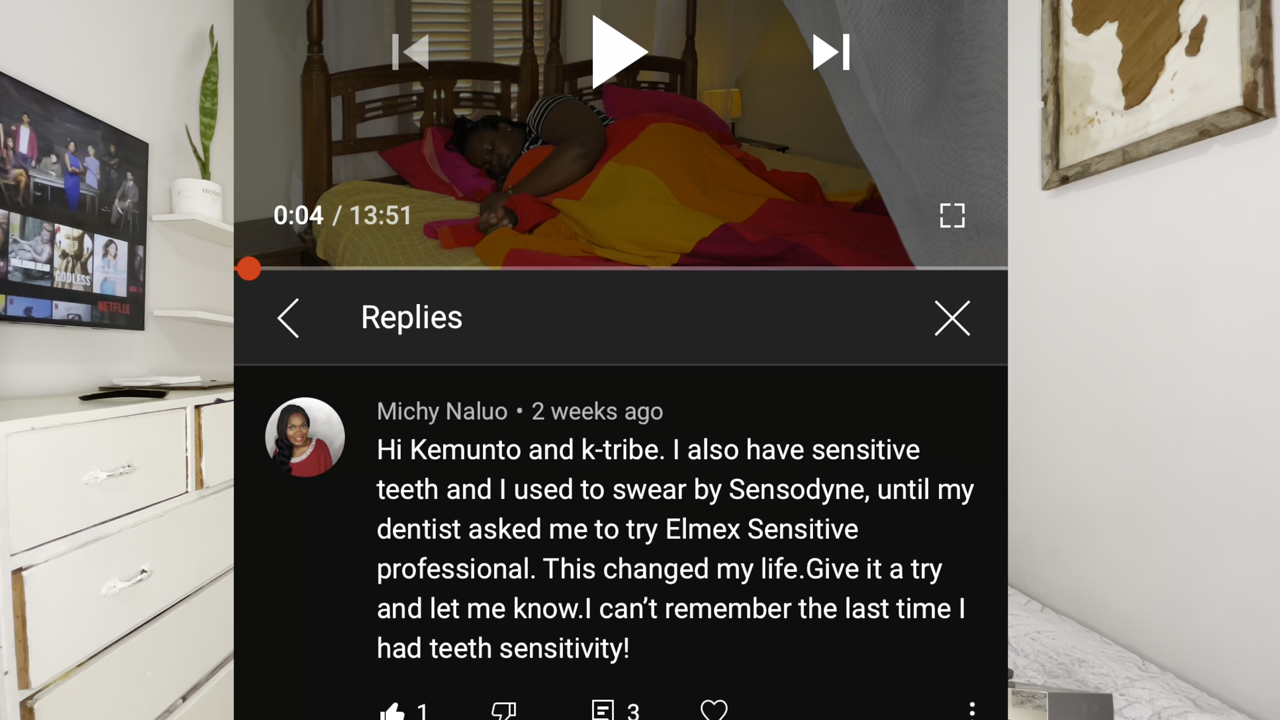 0:04 / 13:51
Replies
Michy Naluo • 2 weeks ago
Hi Kemunto and k-tribe. I also have sensitive
teeth and I used to swear by Sensodyne, until my
dentist asked me to try Elmex Sensitive
professional. This changed my life.Give it a try
and let me know.I can't remember the last time I
had teeth sensitivity!
1
3
GODLESS
NETFLIX